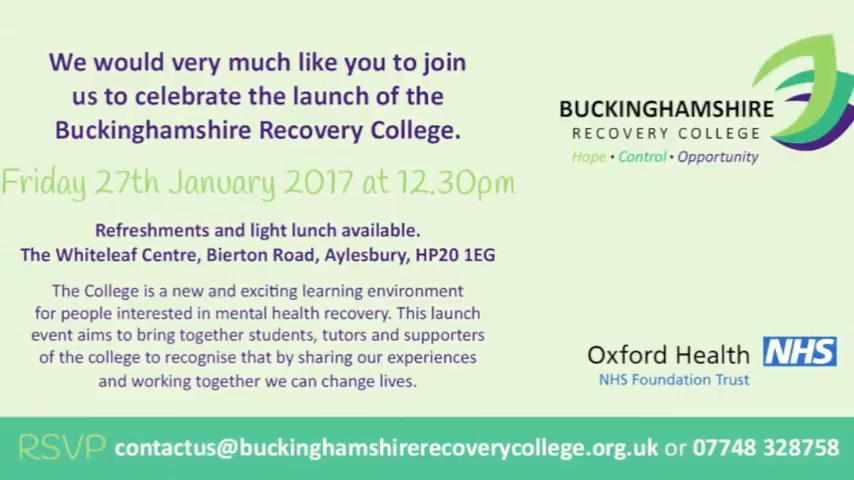 We would very much like you to join
us to celebrate the launch of the
Buckinghamshire Recovery College.
Friday 27th January 2017 at 12.30pm
Refreshments and light lunch available.
The Whiteleaf Centre, Bierton Road, Aylesbury, HP20 1EG
The College is a new and exciting learning environment
for people interested in mental health recovery. This launch
event aims to bring together students, tutors and supporters
of the college to recognise that by sharing our experiences
and working together we can change lives.
BUCKINGHAMSHIRE
RECOVERY COLLEGE
Hope • Control • Opportunity
Oxford Health NHS
NHS Foundation Trust
RSVP contactus@buckinghamshirerecoverycollege.org.uk or 07748 328758